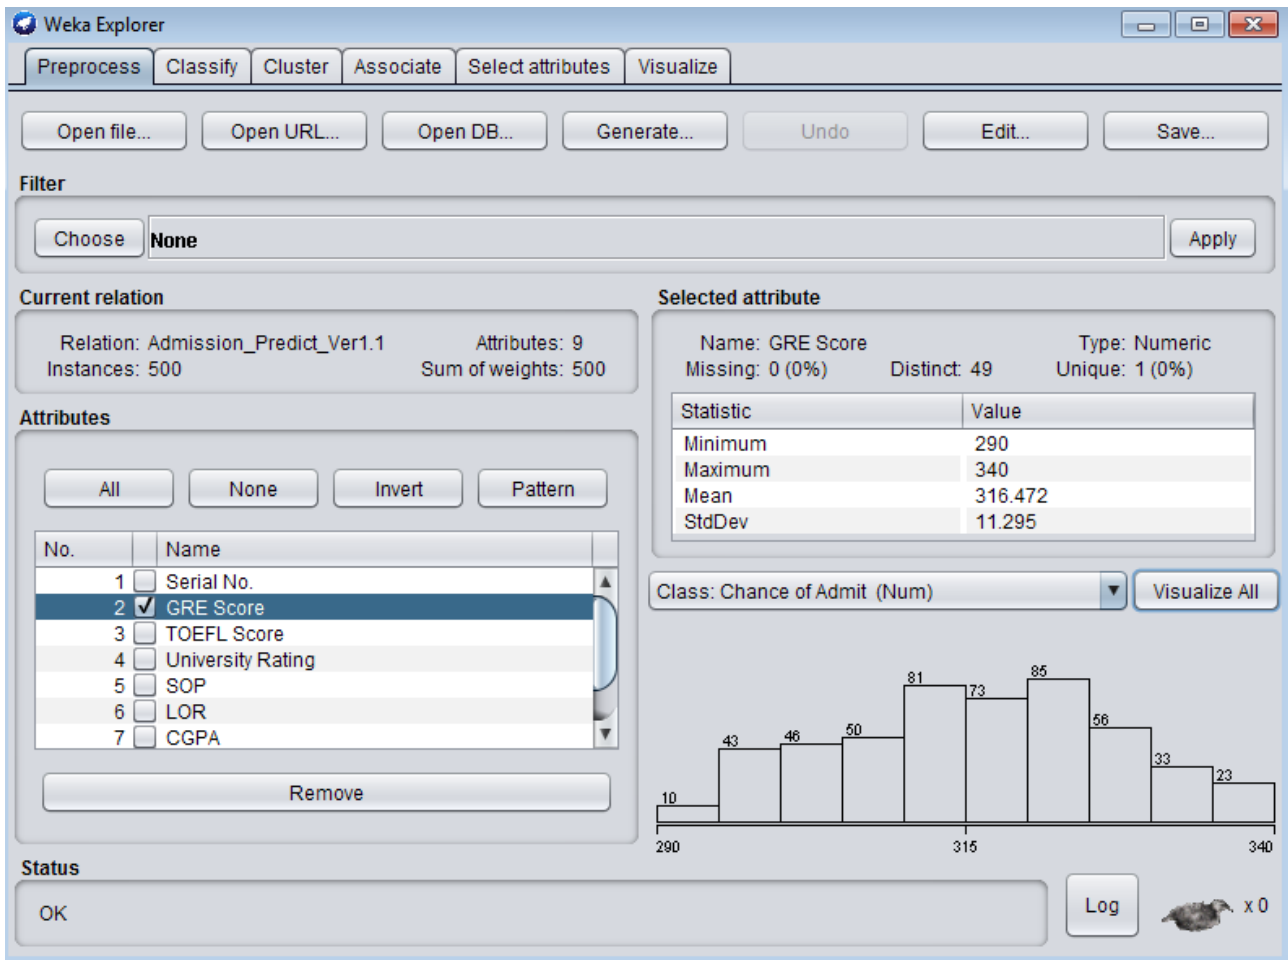 Weka Explorer
Preprocess Classify Cluster Associate Select attributes Visualize
Open file... Open URL... Open DB... Generate... Undo Edit... Save...
Filter
Choose None Apply
Current relation
Relation: Admission_Predict_Ver1.1 Attributes: 9
Instances: 500 Sum of weights: 500
Attributes
All None Invert Pattern
No. Name
1 Serial No.
2 GRE Score
3 TOEFL Score
4 University Rating
5 SOP
6 LOR
7 CGPA
Remove
Selected attribute
Name: GRE Score Type: Numeric
Missing: 0 (0%) Distinct: 49 Unique: 1 (0%)
Statistic Value
Minimum 290
Maximum 340
Mean 316.472
StdDev 11.295
Class: Chance of Admit (Num) Visualize All
10 43 46 50 81 73 85 56 33 23
290 315 340
Status
OK Log x 0